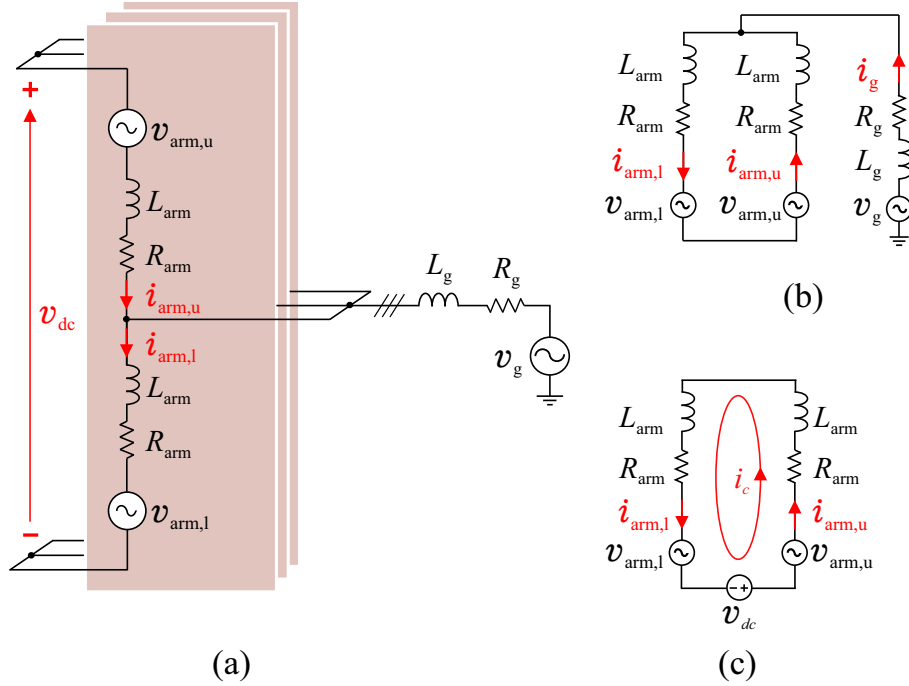 +
v_arm,u
L_arm
R_arm
i_arm,u
v_dc
i_arm,l
L_arm
R_arm
v_arm,l
−
L_g
R_g
v_g
(a)
L_arm
L_arm
i_g
R_arm
R_arm
R_g
i_arm,l
i_arm,u
L_g
v_arm,l
v_arm,u
v_g
(b)
L_arm
L_arm
R_arm
i_c
R_arm
i_arm,l
i_arm,u
v_arm,l
v_arm,u
- +
v_dc
(c)